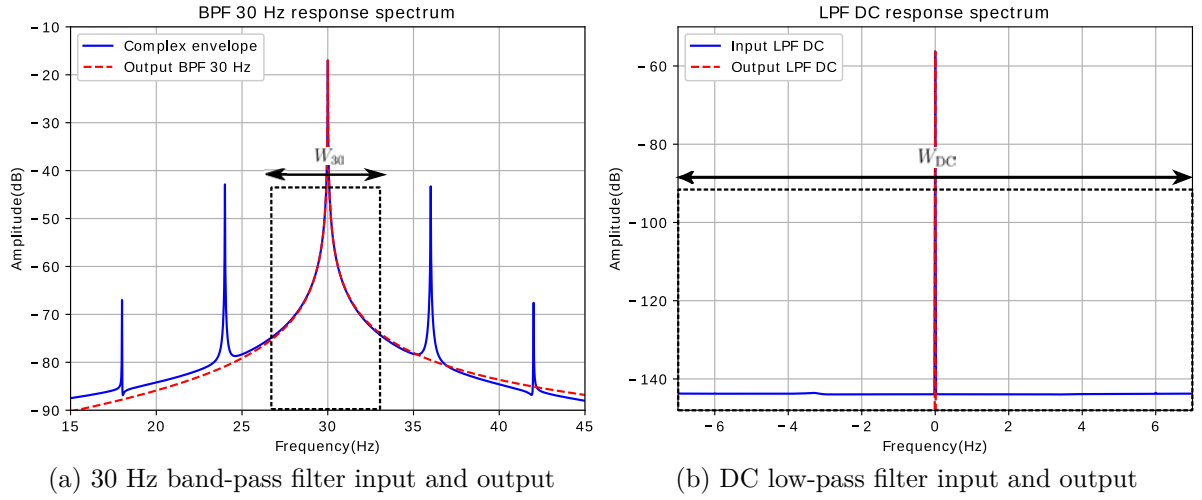 BPF 30 Hz response spectrum
Complex envelope
Output BPF 30 Hz
W₃₀
Amplitude(dB)
−10
−20
−30
−40
−50
−60
−70
−80
−90
15
20
25
30
35
40
45
Frequency(Hz)
(a) 30 Hz band-pass filter input and output
LPF DC response spectrum
Input LPF DC
Output LPF DC
W_DC
Amplitude(dB)
−60
−80
−100
−120
−140
−6
−4
−2
0
2
4
6
Frequency(Hz)
(b) DC low-pass filter input and output